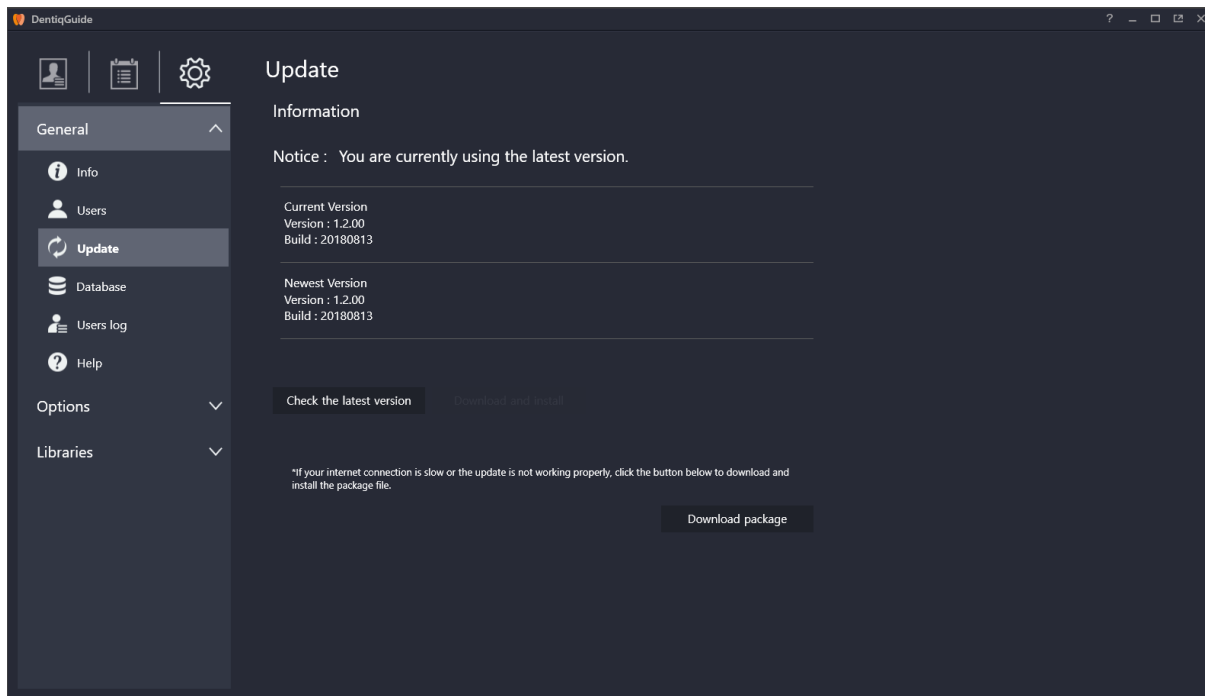 DentiqGuide
?
Update
General
Information
Info
Notice : You are currently using the latest version.
Users
Current Version
Version : 1.2.00
Build : 20180813
Update
Database
Newest Version
Version : 1.2.00
Build : 20180813
Users log
Help
Options
Check the latest version
Download and Install
Libraries
*If your internet connection is slow or the update is not working properly, click the button below to download and
install the package file.
Download package